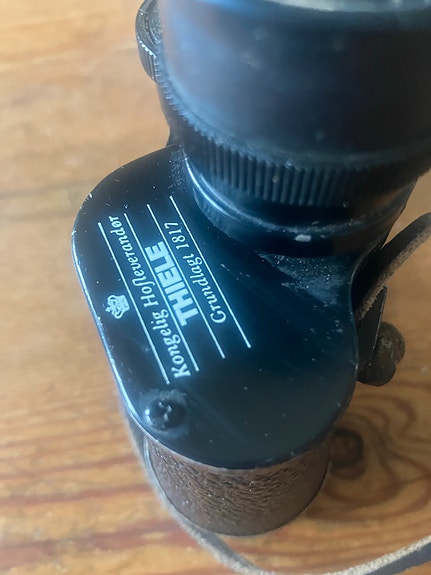 Kongelig Hofleverandør
THIELE
Grundlagt 1817